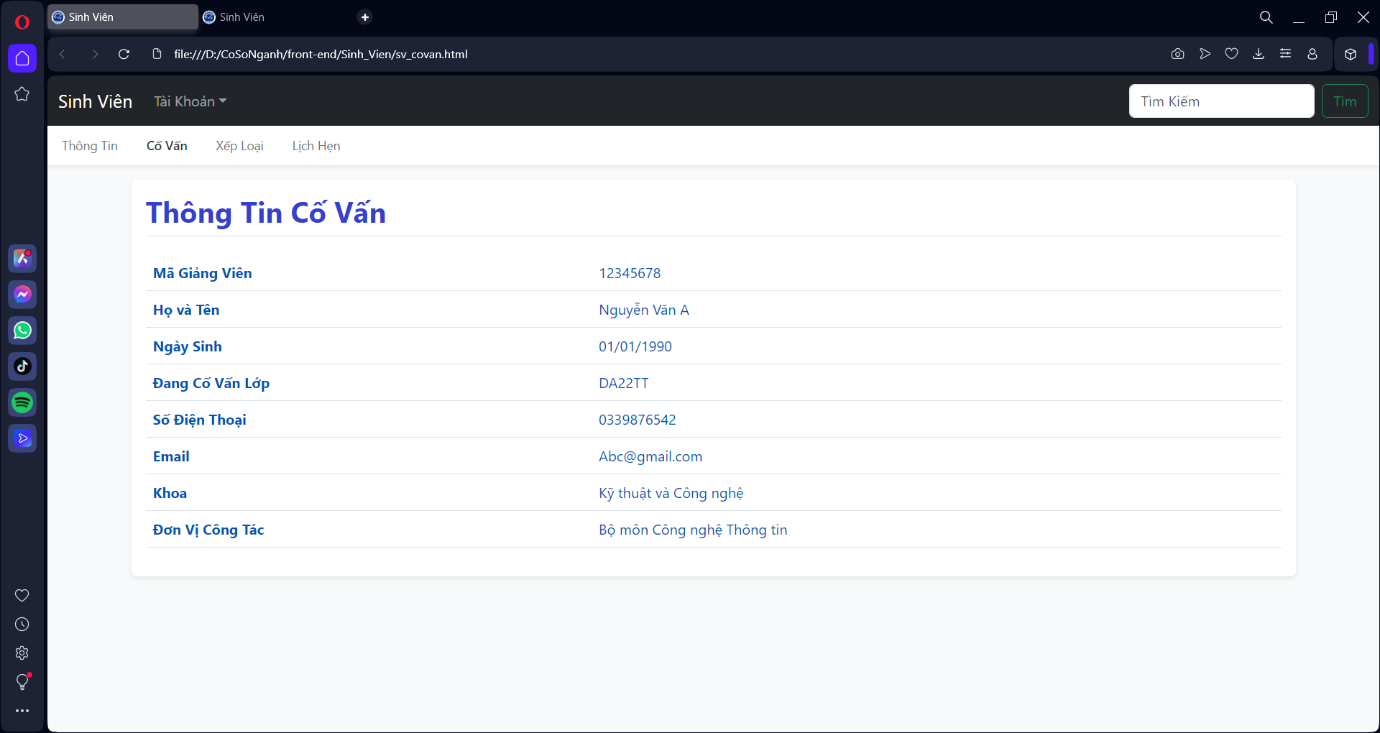 Sinh Viên Sinh Viên
file:///D:/CoSoNganh/front-end/Sinh_Vien/sv_covan.html
Sinh Viên Tài Khoản Tìm Kiếm Tìm
Thông Tin Cố Vấn Xếp Loại Lịch Hẹn
Thông Tin Cố Vấn
Mã Giảng Viên 12345678
Họ và Tên Nguyễn Văn A
Ngày Sinh 01/01/1990
Đang Cố Vấn Lớp DA22TT
Số Điện Thoại 0339876542
Email Abc@gmail.com
Khoa Kỹ thuật và Công nghệ
Đơn Vị Công Tác Bộ môn Công nghệ Thông tin